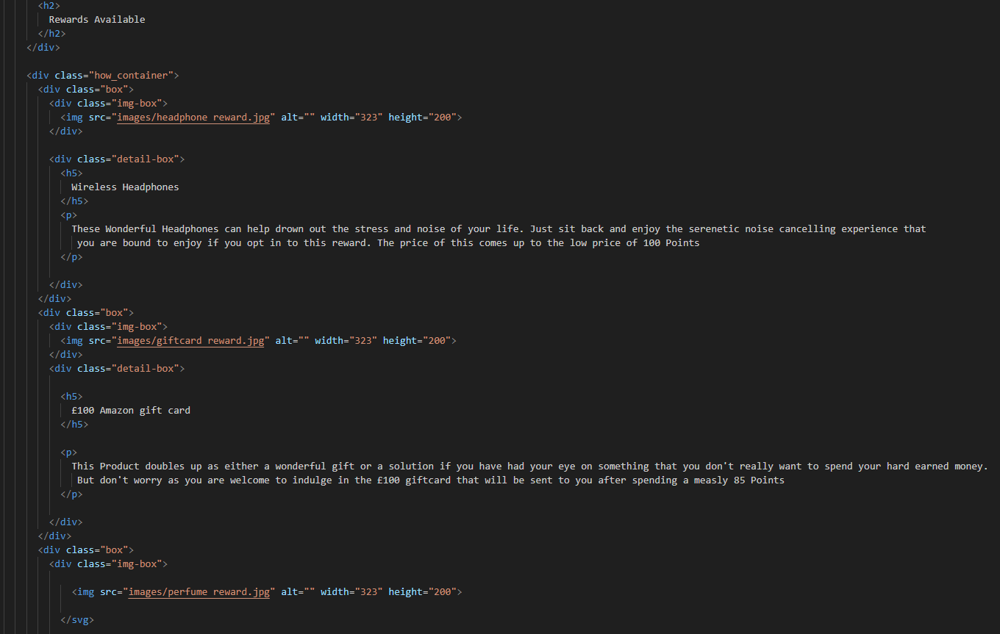 <h2>
Rewards Available
</h2>
</div>
<div class="how_container">
<div class="box">
<div class="img-box">
<img src="images/headphone reward.jpg" alt="" width="323" height="200">
</div>
<div class="detail-box">
<h5>
Wireless Headphones
</h5>
<p>
These Wonderful Headphones can help drown out the stress and noise of your life. Just sit back and enjoy the serenetic noise cancelling experience that
you are bound to enjoy if you opt in to this reward. The price of this comes up to the low price of 100 Points
</p>
</div>
</div>
<div class="box">
<div class="img-box">
<img src="images/giftcard reward.jpg" alt="" width="323" height="200">
</div>
<div class="detail-box">
<h5>
£100 Amazon gift card
</h5>
<p>
This Product doubles up as either a wonderful gift or a solution if you have had your eye on something that you don't really want to spend your hard earned money.
But don't worry as you are welcome to indulge in the £100 giftcard that will be sent to you after spending a measly 85 Points
</p>
</div>
</div>
<div class="box">
<div class="img-box">
<img src="images/perfume reward.jpg" alt="" width="323" height="200">
</svg>